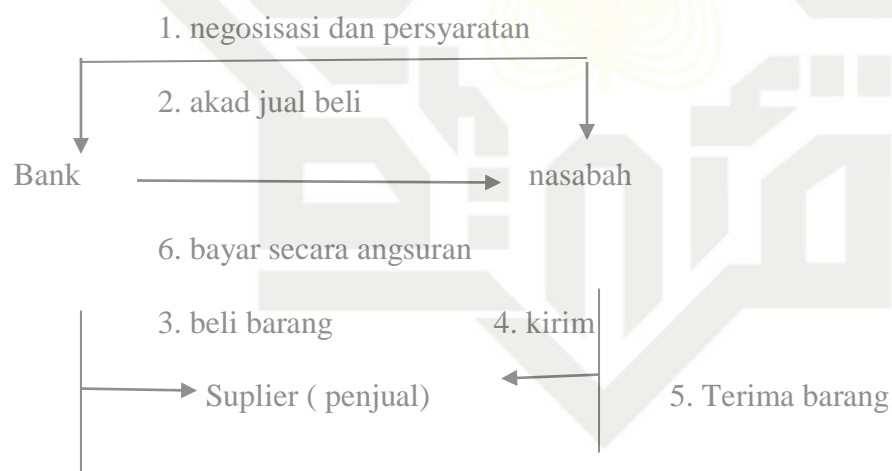 1. negosisasi dan persyaratan
2. akad jual beli
Bank nasabah
6. bayar secara angsuran
3. beli barang 4. kirim
Suplier ( penjual) 5. Terima barang